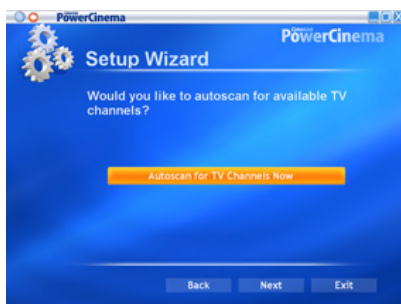 PowerCinema
PowerCinema
Setup Wizard
Would you like to autoscan for available TV
channels?
Autoscan for TV Channels Now
Back Next Exit